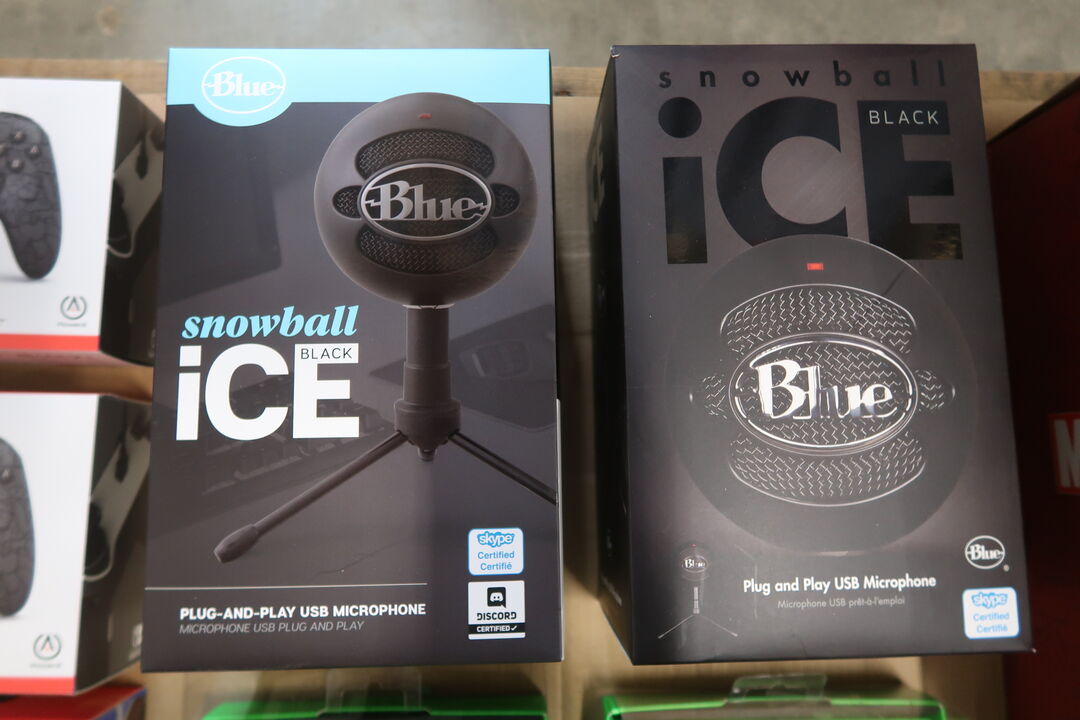 Blue
Blue
snowball
iCE
BLACK
skype
Certified
Certifié
DISCORD
CERTIFIED
PLUG-AND-PLAY USB MICROPHONE
MICROPHONE USB PLUG AND PLAY
snowball
iCE
BLACK
Blue
Blue
Blue
®
Plug and Play USB Microphone
Microphone USB prêt-à-l'emploi
skype
Certified
Certifié